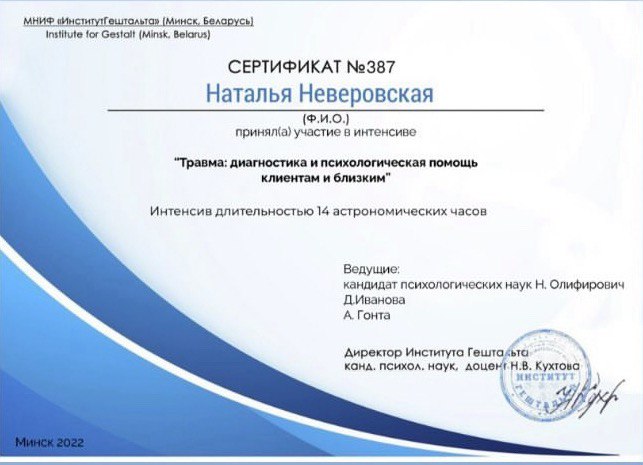 МНИФ «ИнститутГештальта» (Минск, Беларусь)
Institute for Gestalt (Minsk, Belarus)
СЕРТИФИКАТ №387
Наталья Неверовская
(Ф.И.О.)
принял(а) участие в интенсиве
"Травма: диагностика и психологическая помощь
клиентам и близким"
Интенсив длительностью 14 астрономических часов
Ведущие:
кандидат психологических наук Н. Олифирович
Д.Иванова
А. Гонта
Директор Института Гештальта
канд. психол. наук, доцент Н.В. Кухтова
ИНСТИТУТ
ГЕШТАЛЬТА
Минск 2022